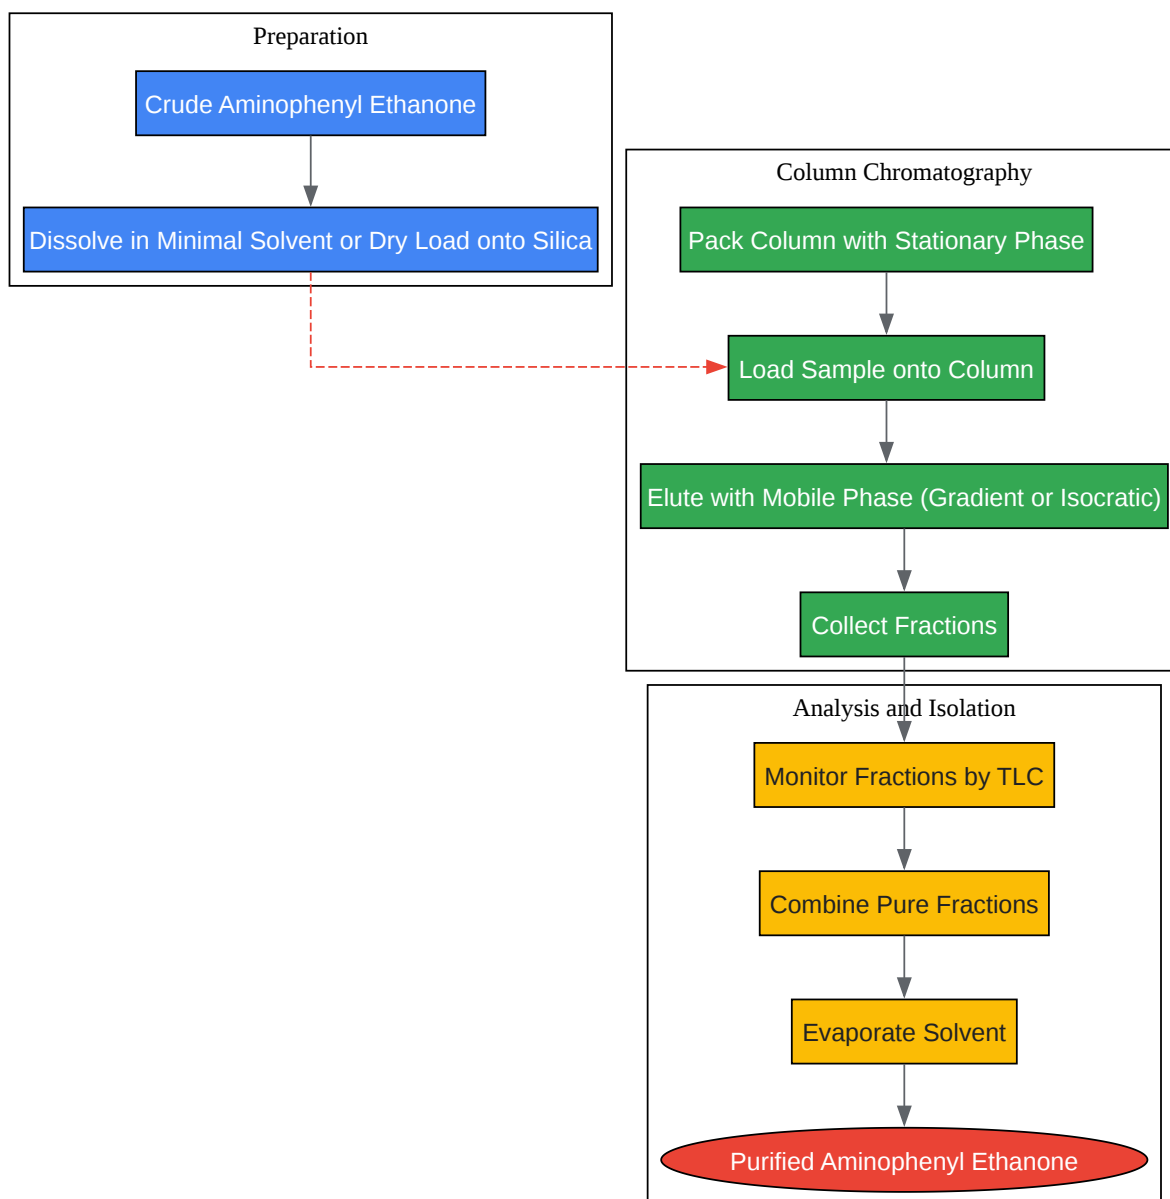 Preparation
Crude Aminophenyl Ethanone
Dissolve in Minimal Solvent or Dry Load onto Silica
Column Chromatography
Pack Column with Stationary Phase
Load Sample onto Column
Elute with Mobile Phase (Gradient or Isocratic)
Collect Fractions
Analysis and Isolation
Monitor Fractions by TLC
Combine Pure Fractions
Evaporate Solvent
Purified Aminophenyl Ethanone